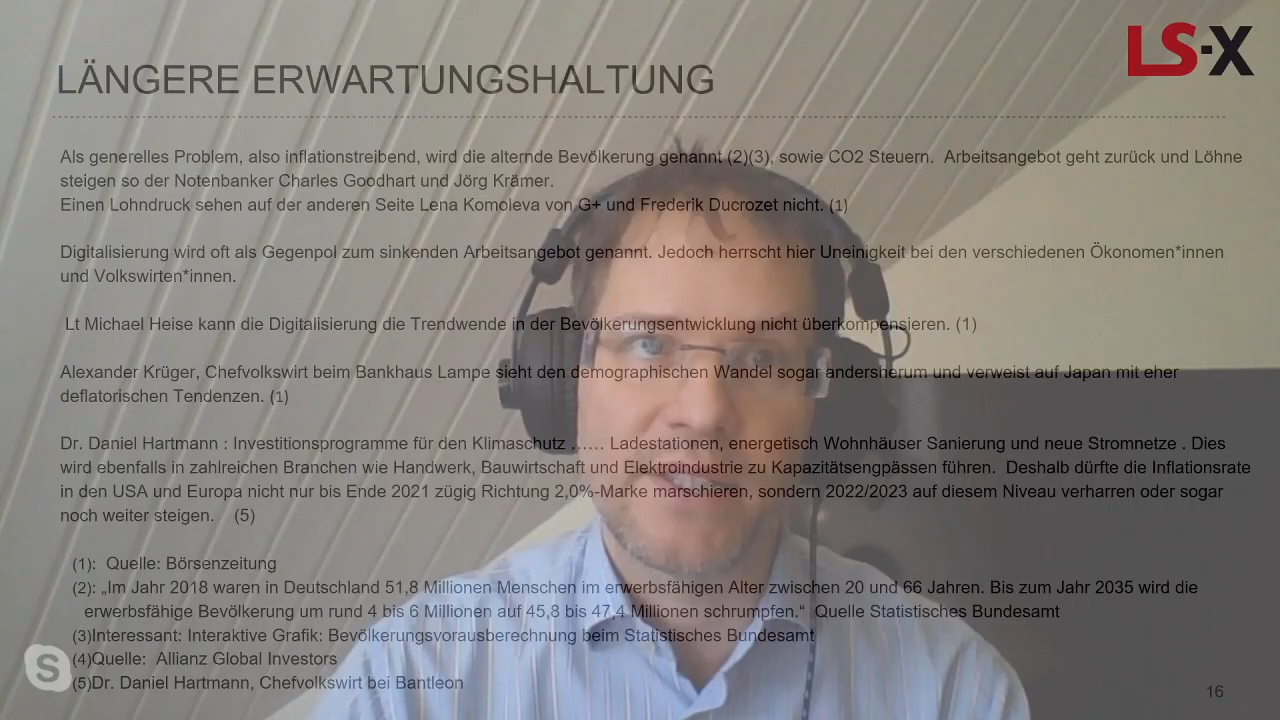 LS-X
LÄNGERE ERWARTUNGSHALTUNG
Als generelles Problem, also inflationstreibend, wird die alternde Bevölkerung genannt (2)(3), sowie CO2 Steuern. Arbeitsangebot geht zurück und Löhne
steigen so der Notenbanker Charles Goodhart und Jörg Krämer.
Einen Lohndruck sehen auf der anderen Seite Lena Komoleva von G+ und Frederik Ducrozet nicht. (1)
Digitalisierung wird oft als Gegenpol zum sinkenden Arbeitsangebot genannt. Jedoch herrscht hier Uneinigkeit bei den verschiedenen Ökonomen*innen
und Volkswirten*innen.
Lt Michael Heise kann die Digitalisierung die Trendwende in der Bevölkerungsentwicklung nicht überkompensieren. (1)
Alexander Krüger, Chefvolkswirt beim Bankhaus Lampe sieht den demographischen Wandel sogar andersherum und verweist auf Japan mit eher
deflatorischen Tendenzen. (1)
Dr. Daniel Hartmann : Investitionsprogramme für den Klimaschutz …… Ladestationen, energetisch Wohnhäuser Sanierung und neue Stromnetze . Dies
wird ebenfalls in zahlreichen Branchen wie Handwerk, Bauwirtschaft und Elektroindustrie zu Kapazitätsengpässen führen. Deshalb dürfte die Inflationsrate
in den USA und Europa nicht nur bis Ende 2021 zügig Richtung 2,0%-Marke marschieren, sondern 2022/2023 auf diesem Niveau verharren oder sogar
noch weiter steigen. (5)
(1): Quelle: Börsenzeitung
(2): „Im Jahr 2018 waren in Deutschland 51,8 Millionen Menschen im erwerbsfähigen Alter zwischen 20 und 66 Jahren. Bis zum Jahr 2035 wird die
erwerbsfähige Bevölkerung um rund 4 bis 6 Millionen auf 45,8 bis 47,4 Millionen schrumpfen.“ Quelle Statistisches Bundesamt
(3)Interessant: Interaktive Grafik: Bevölkerungsvorausberechnung beim Statistisches Bundesamt
(4)Quelle: Allianz Global Investors
(5)Dr. Daniel Hartmann, Chefvolkswirt bei Bantleon
S
16